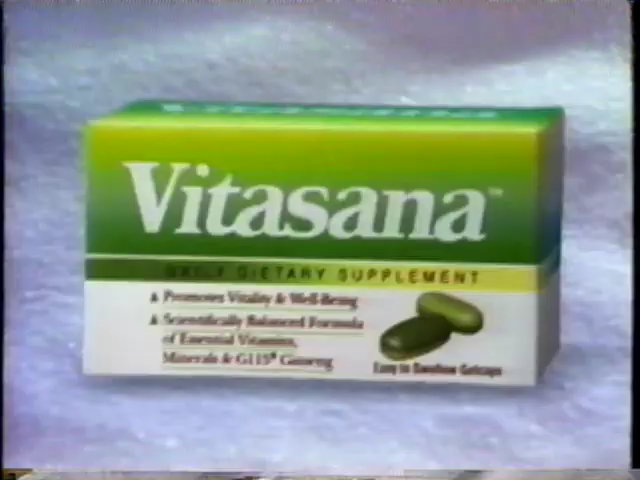 Vitasana™
DAILY DIETARY SUPPLEMENT
Promotes Vitality & Well-Being
Scientifically Balanced Formula
of Essential Vitamins,
Minerals & G115® Ginseng
Easy to Swallow Gelcaps